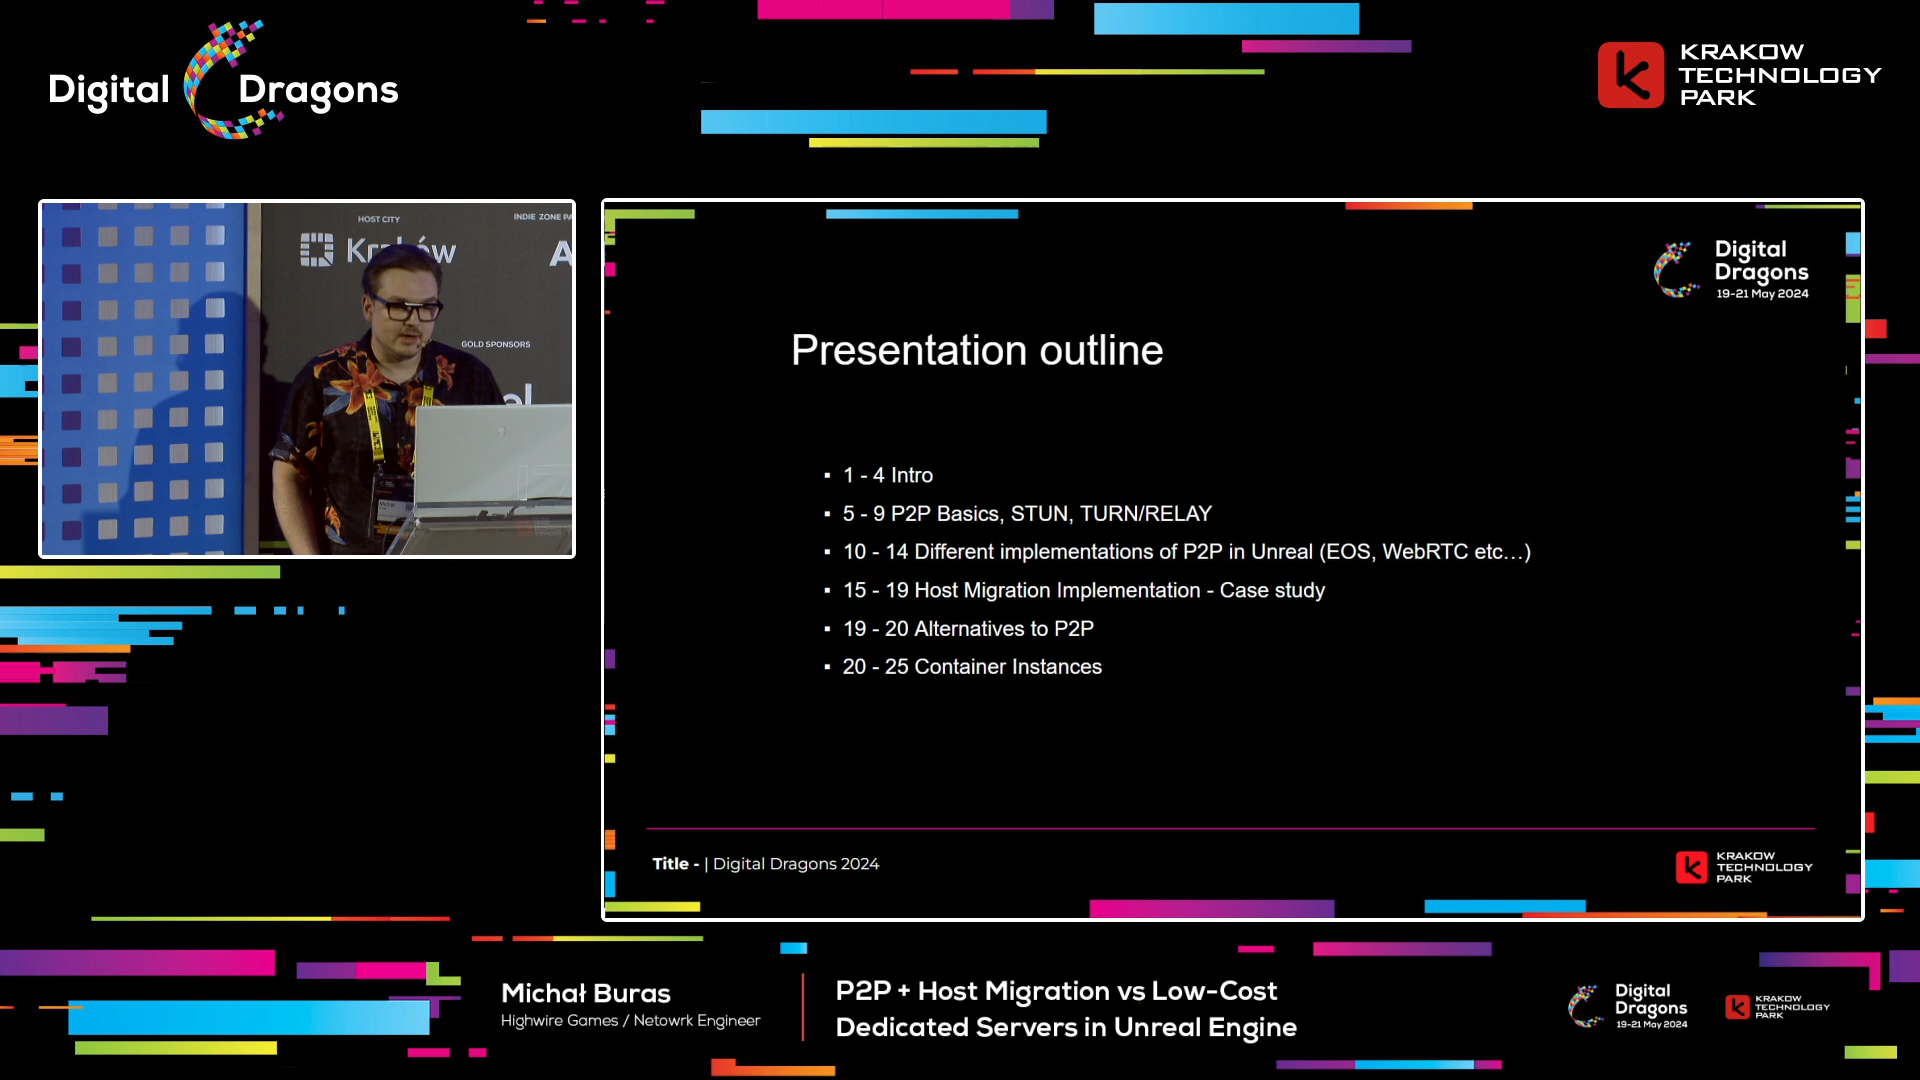 Digital Dragons
KRAKOW
TECHNOLOGY
PARK
HOST CITY
INDIE ZONE PA
Kraków
GOLD SPONSORS
Digital
Dragons
19-21 May 2024
Presentation outline
▪ 1 - 4 Intro
▪ 5 - 9 P2P Basics, STUN, TURN/RELAY
▪ 10 - 14 Different implementations of P2P in Unreal (EOS, WebRTC etc…)
▪ 15 - 19 Host Migration Implementation - Case study
▪ 19 - 20 Alternatives to P2P
▪ 20 - 25 Container Instances
Title - | Digital Dragons 2024
KRAKOW
TECHNOLOGY
PARK
Michał Buras
Highwire Games / Netowrk Engineer
P2P + Host Migration vs Low-Cost
Dedicated Servers in Unreal Engine
Digital
Dragons
19-21 May 2024
KRAKOW
TECHNOLOGY
PARK